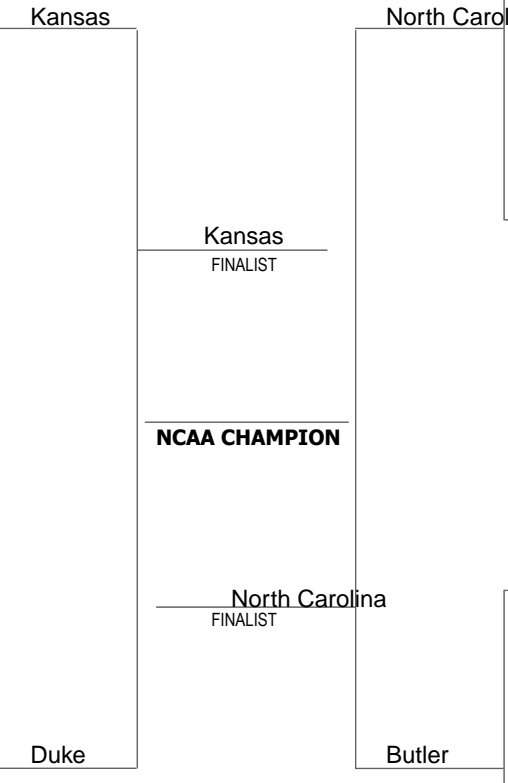 Kansas
North Carol
Kansas
FINALIST
NCAA CHAMPION
North Carolina
FINALIST
Duke
Butler